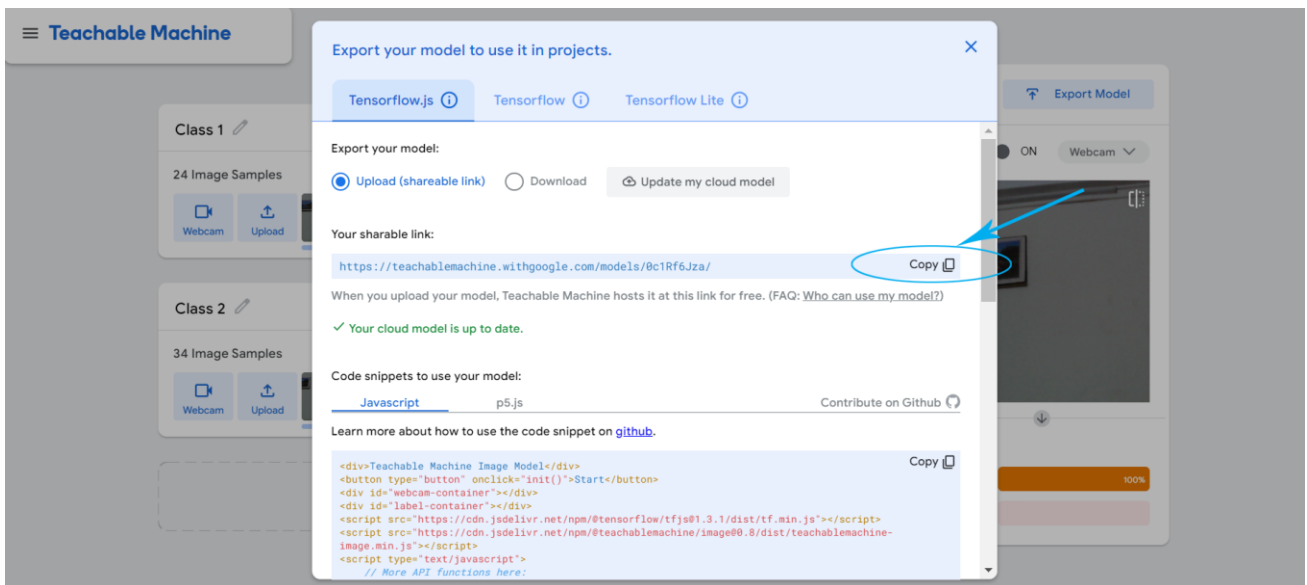 Teachable Machine
Export your model to use it in projects.
Tensorflow.js
Tensorflow
Tensorflow Lite
Export Model
Class 1
24 Image Samples
Webcam
Upload
Export your model:
Upload (shareable link)
Download
Update my cloud model
ON
Webcam
Your sharable link:
https://teachablemachine.withgoogle.com/models/0c1Rf6Jza/
Copy
When you upload your model, Teachable Machine hosts it at this link for free. (FAQ: Who can use my model?)
Your cloud model is up to date.
Class 2
34 Image Samples
Webcam
Upload
Code snippets to use your model:
Javascript
p5.js
Contribute on Github
Learn more about how to use the code snippet on github.
Copy
<div>Teachable Machine Image Model</div>
<button type="button" onclick="init()">Start</button>
<div id="webcam-container"></div>
<div id="label-container"></div>
<script src="https://cdn.jsdelivr.net/npm/@tensorflow/tfjs@1.3.1/dist/tf.min.js"></script>
<script src="https://cdn.jsdelivr.net/npm/@teachablemachine/image@0.8/dist/teachablemachine-
image.min.js"></script>
<script type="text/javascript">
// More API functions here:
100%